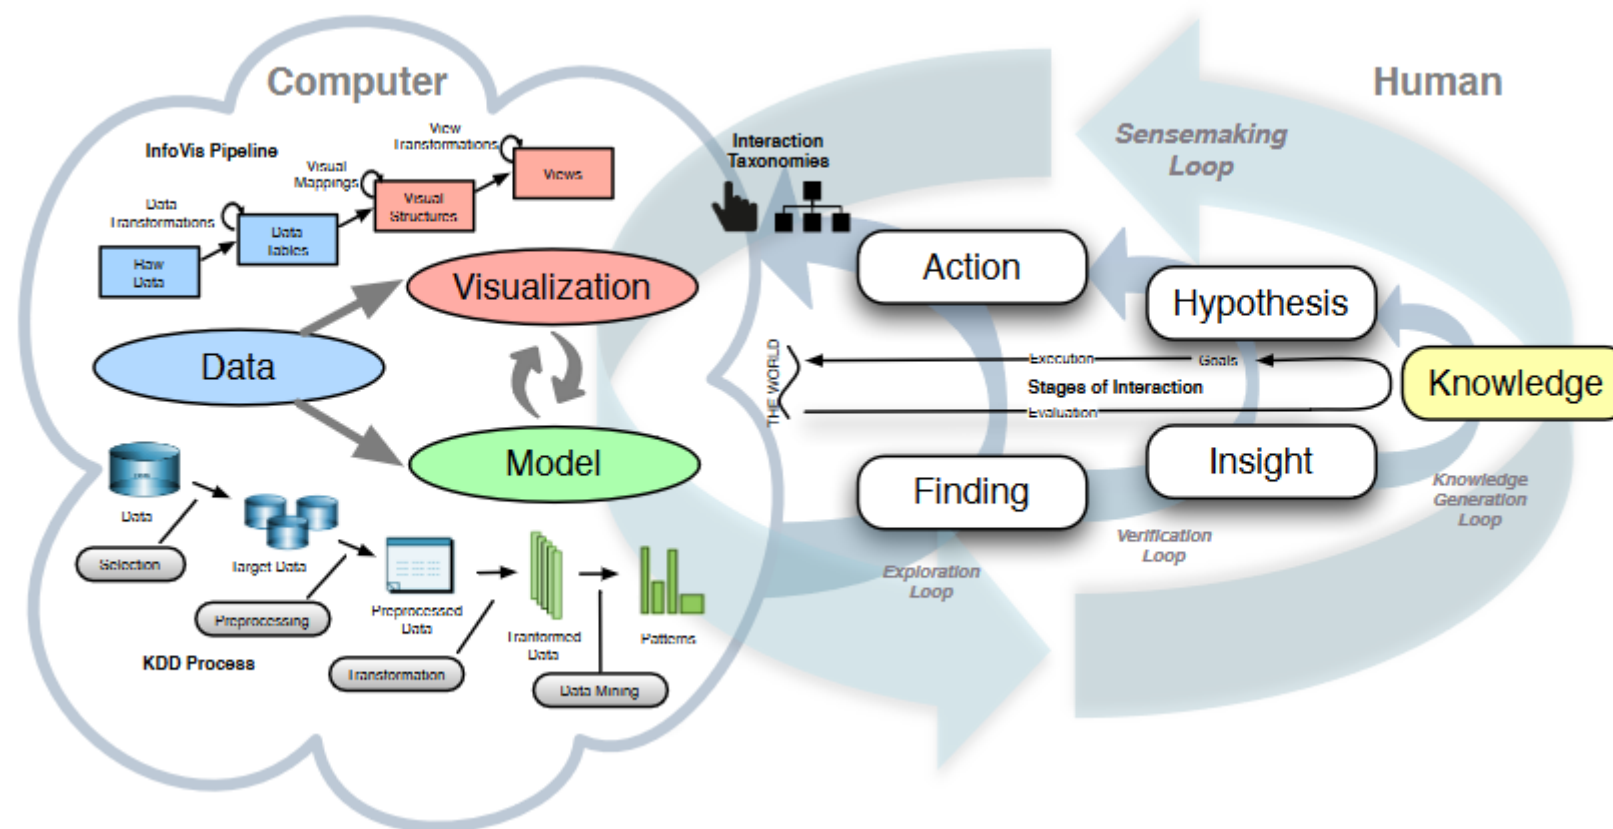 Computer
Human
InfoVis Pipeline
View
Transformations
Visual
Mappings
Data
Transformations
Raw
Data
Data
Tables
Visual
Structures
Views
Interaction
Taxonomies
Sensemaking
Loop
Visualization
Data
Model
Action
Hypothesis
Knowledge
Insight
Finding
THE WORLD
Execution
Goals
Stages of Interaction
Evaluation
Knowledge
Generation
Loop
Verification
Loop
Exploration
Loop
Data
Selection
Target Data
Preprocessing
Preprocessed
Data
Transformation
Tranformed
Data
Data Mining
Patterns
KDD Process